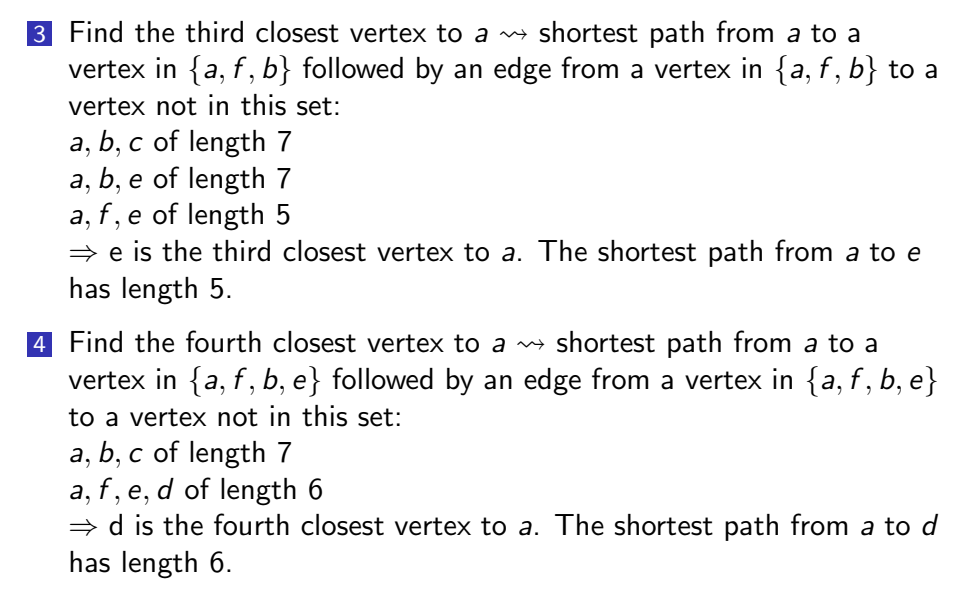 3 Find the third closest vertex to a ⇝ shortest path from a to a
vertex in {a, f, b} followed by an edge from a vertex in {a, f, b} to a
vertex not in this set:
a, b, c of length 7
a, b, e of length 7
a, f, e of length 5
⇒ e is the third closest vertex to a. The shortest path from a to e
has length 5.
4 Find the fourth closest vertex to a ⇝ shortest path from a to a
vertex in {a, f, b, e} followed by an edge from a vertex in {a, f, b, e}
to a vertex not in this set:
a, b, c of length 7
a, f, e, d of length 6
⇒ d is the fourth closest vertex to a. The shortest path from a to d
has length 6.